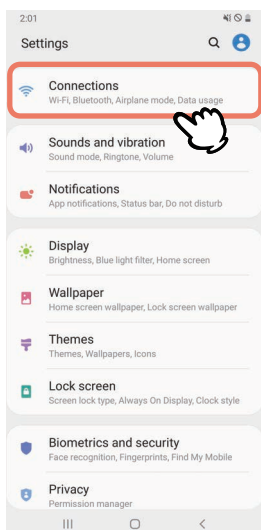 2:01
Settings
Connections
Wi-Fi, Bluetooth, Airplane mode, Data usage
Sounds and vibration
Sound mode, Ringtone, Volume
Notifications
App notifications, Status bar, Do not disturb
Display
Brightness, Blue light filter, Home screen
Wallpaper
Home screen wallpaper, Lock screen wallpaper
Themes
Themes, Wallpapers, Icons
Lock screen
Screen lock type, Always On Display, Clock style
Biometrics and security
Face recognition, Fingerprints, Find My Mobile
Privacy
Permission manager